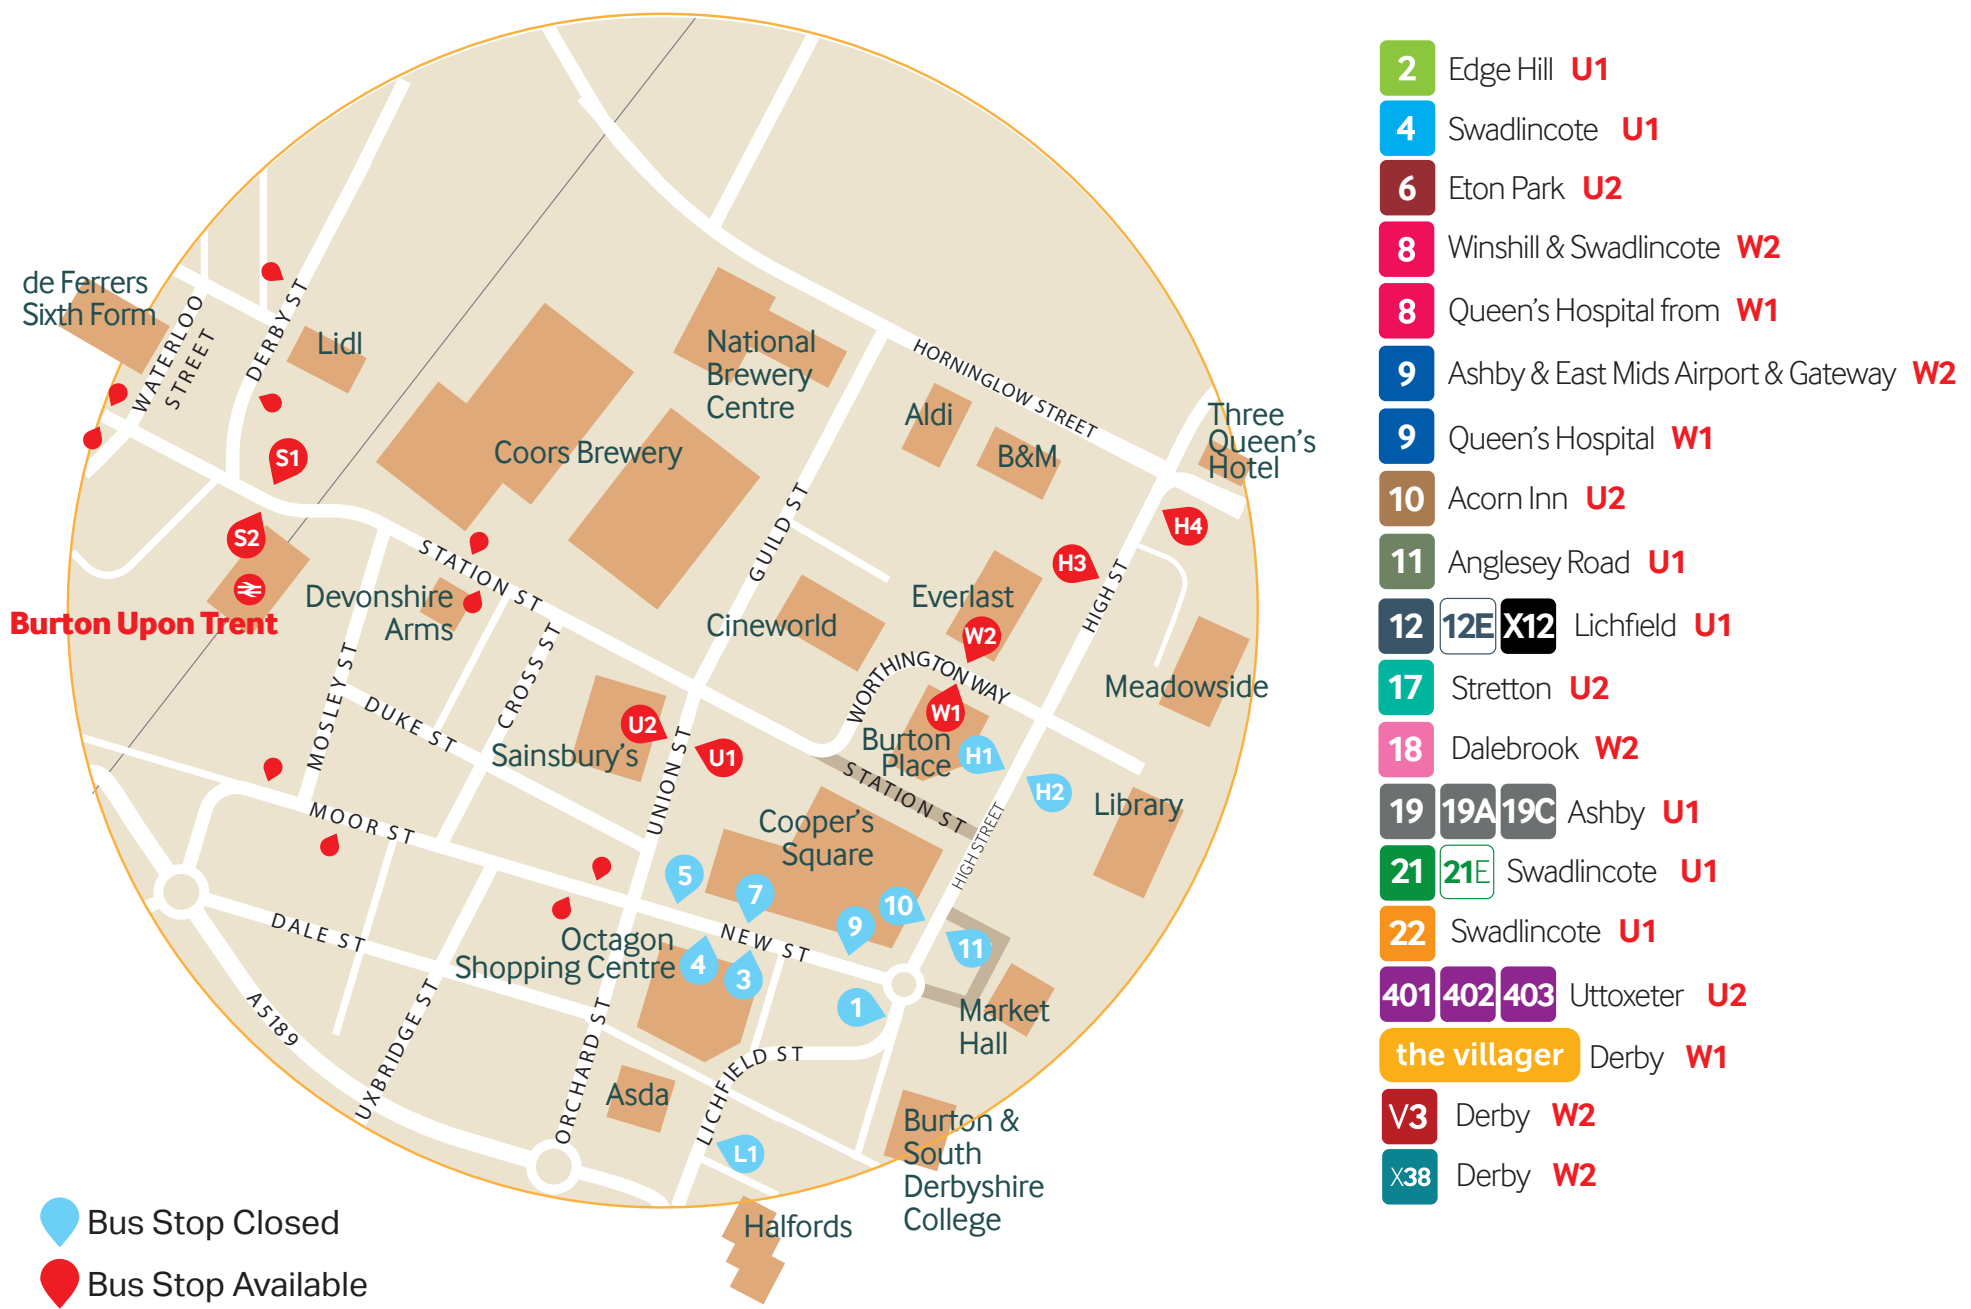 de Ferrers
Sixth Form
WATERLOO
STREET
DERBY ST
Lidl
National
Brewery
Centre
HORNINGLOW STREET
Aldi
B&M
Three
Queen's
Hotel
Coors Brewery
S1
S2
Burton Upon Trent
Devonshire
Arms
STATION ST
GUILD ST
H4
H3
HIGH ST
Everlast
Cineworld
W2
WORTHINGTON WAY
Meadowside
MOSLEY ST
DUKE ST
CROSS ST
U2
Sainsbury's
UNION ST
U1
W1
Burton
Place
H1
H2
STATION ST
HIGH STREET
Library
MOOR ST
Cooper's
Square
5
7
10
9
11
NEW ST
DALE ST
Octagon
Shopping Centre
4
3
1
Market
Hall
A5189
UXBRIDGE ST
ORCHARD ST
LICHFIELD ST
Asda
L1
Burton &
South
Derbyshire
College
Halfords
Bus Stop Closed
Bus Stop Available
2 Edge Hill U1
4 Swadlincote U1
6 Eton Park U2
8 Winshill & Swadlincote W2
8 Queen's Hospital from W1
9 Ashby & East Mids Airport & Gateway W2
9 Queen's Hospital W1
10 Acorn Inn U2
11 Anglesey Road U1
12 12E X12 Lichfield U1
17 Stretton U2
18 Dalebrook W2
19 19A 19C Ashby U1
21 21E Swadlincote U1
22 Swadlincote U1
401 402 403 Uttoxeter U2
the villager Derby W1
V3 Derby W2
X38 Derby W2